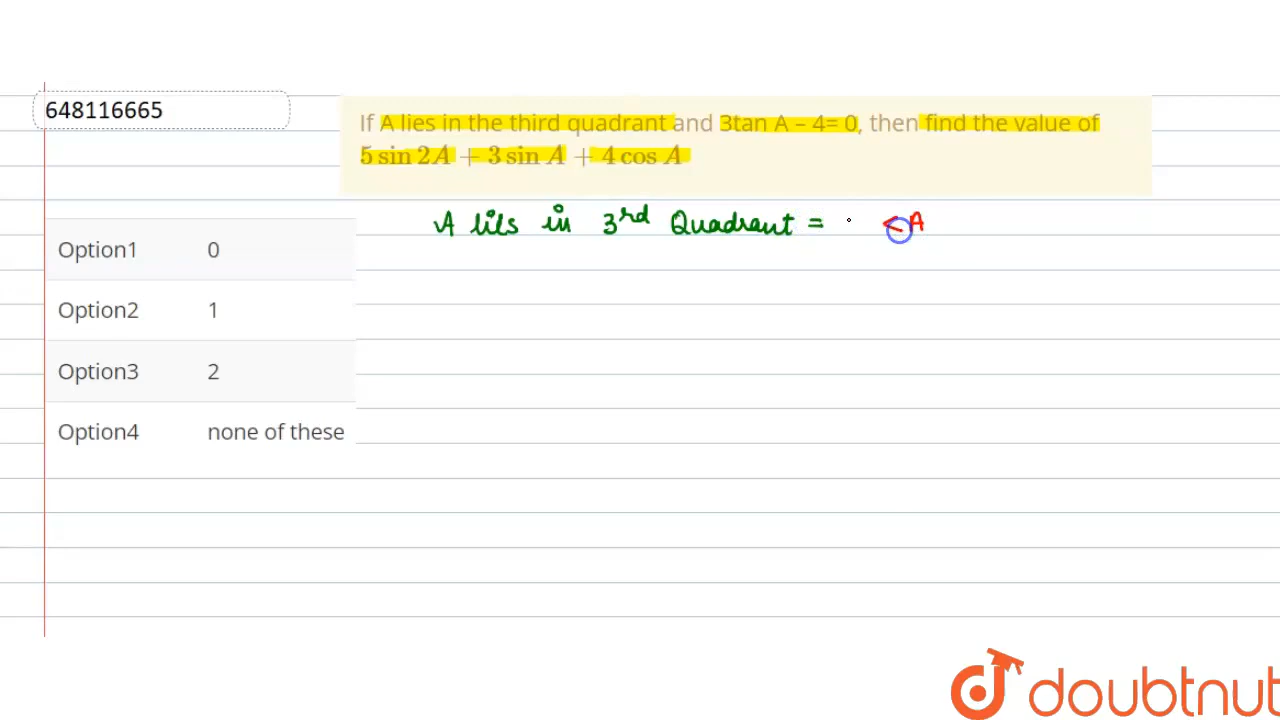 648116665
If A lies in the third quadrant and 3tan A – 4= 0, then find the value of
5 sin 2A + 3 sin A + 4 cos A
A lils in 3rd Quadrant = <A
Option1 0
Option2 1
Option3 2
Option4 none of these
doubtnut